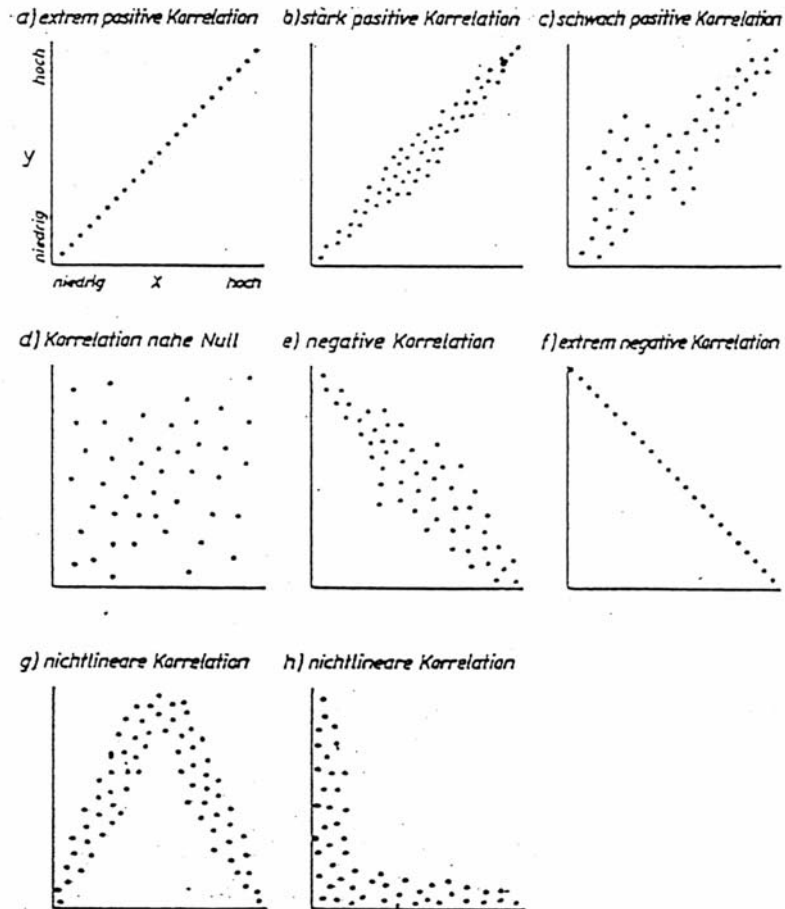 a) extrem positive Korrelation
b) stark positive Korrelation
c) schwach positive Korrelation
hoch
Y
niedrig
niedrig X hoch
d) Korrelation nahe Null
e) negative Korrelation
f) extrem negative Korrelation
g) nichtlineare Korrelation
h) nichtlineare Korrelation